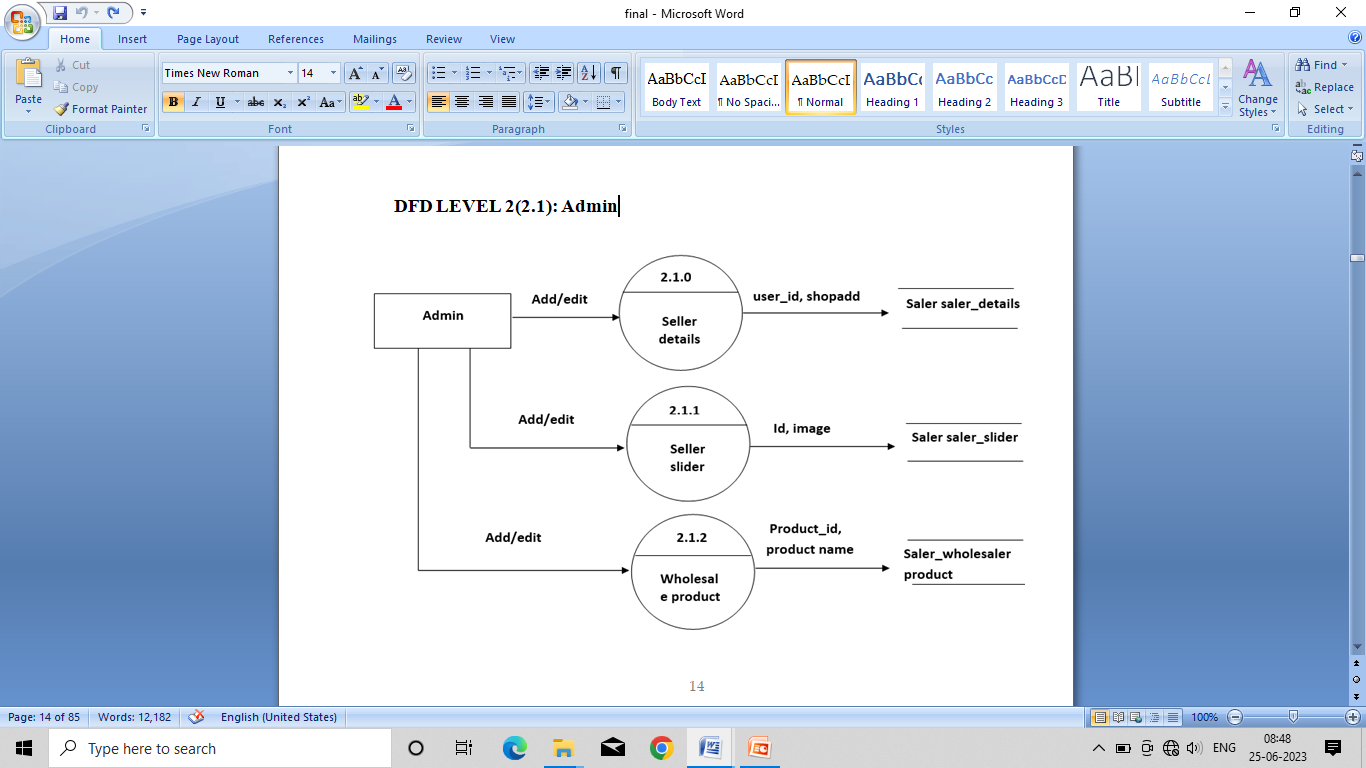 final - Microsoft Word
Home Insert Page Layout References Mailings Review View
Paste
Cut
Copy
Format Painter
Clipboard
Times New Roman 14
B I U abc x₂ x² Aa
Font
Paragraph
AaBbCcI AaBbCcI AaBbCcI AaBbCc AaBbCc AaBbCcD AaBl AaBbCcL
Body Text ¶ No Spaci... ¶ Normal Heading 1 Heading 2 Heading 3 Title Subtitle
Change
Styles
Styles
Find
Replace
Select
Editing
DFD LEVEL 2(2.1): Admin
Admin
Add/edit
2.1.0
Seller
details
user_id, shopadd
Saler saler_details
Add/edit
2.1.1
Seller
slider
Id, image
Saler saler_slider
Add/edit
2.1.2
Wholesal
e product
Product_id,
product name
Saler_wholesaler
product
14
Page: 14 of 85 Words: 12,182 English (United States) 100%
Type here to search
ENG
08:48
25-06-2023